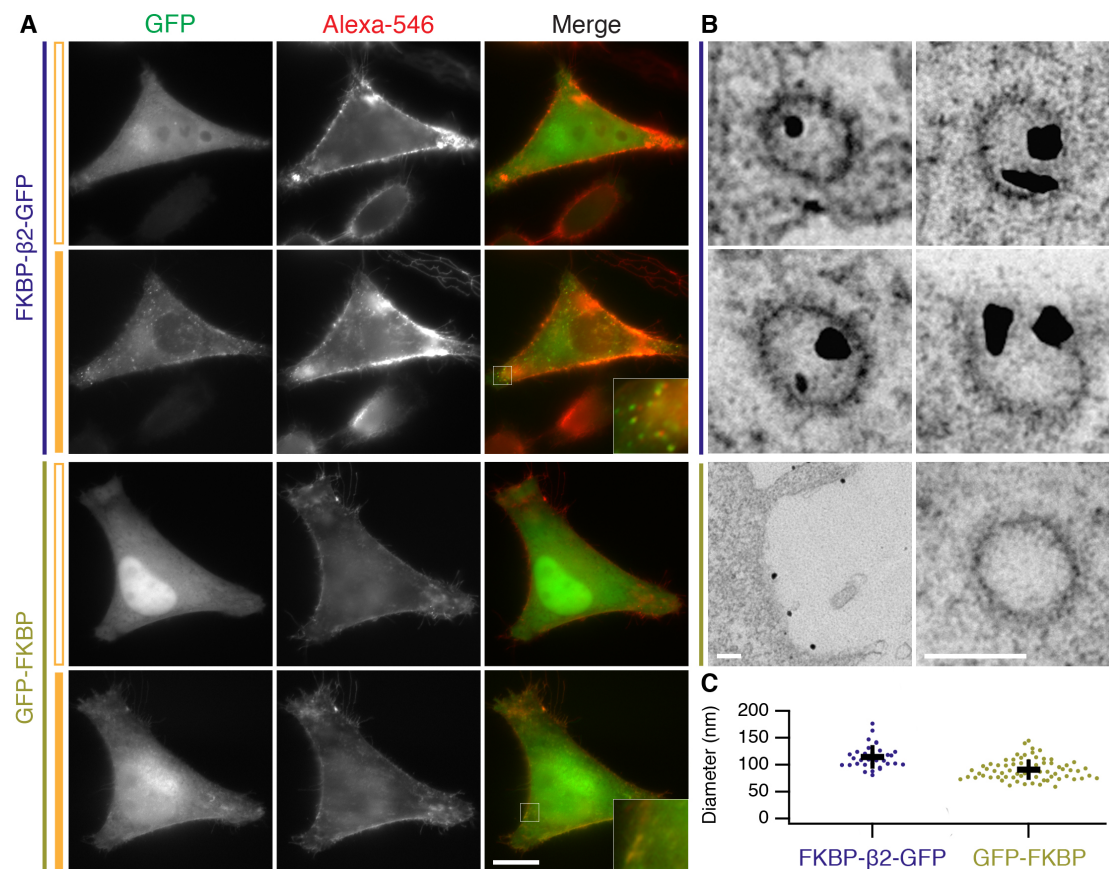 A
GFP
Alexa-546
Merge
B
FKBP-β2-GFP
GFP-FKBP
C
Diameter (nm)
200
150
100
50
0
FKBP-β2-GFP
GFP-FKBP